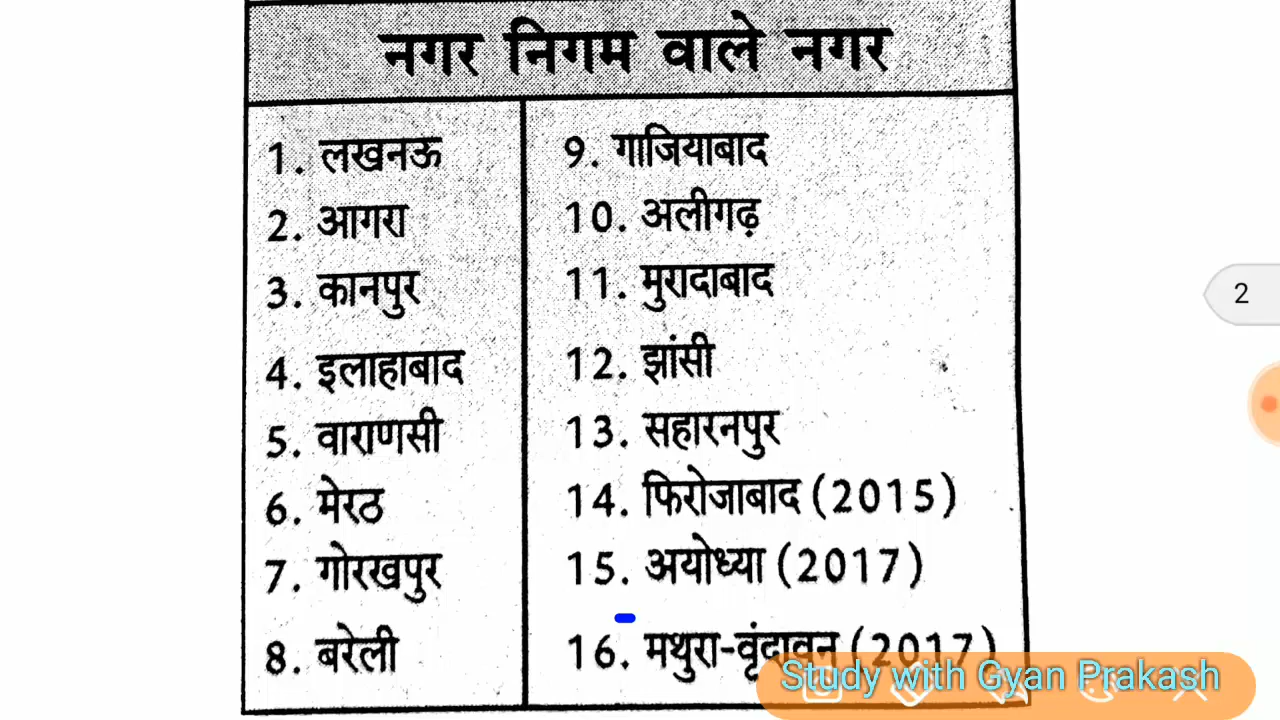 नगर निगम वाले नगर
1. लखनऊ
2. आगरा
3. कानपुर
4. इलाहाबाद
5. वाराणसी
6. मेरठ
7. गोरखपुर
8. बरेली
9. गाजियाबाद
10. अलीगढ़
11. मुरादाबाद
12. झांसी
13. सहारनपुर
14. फिरोजाबाद (2015)
15. अयोध्या (2017)
16. मथुरा-वृंदावन (2017)
2
Study with Gyan Prakash